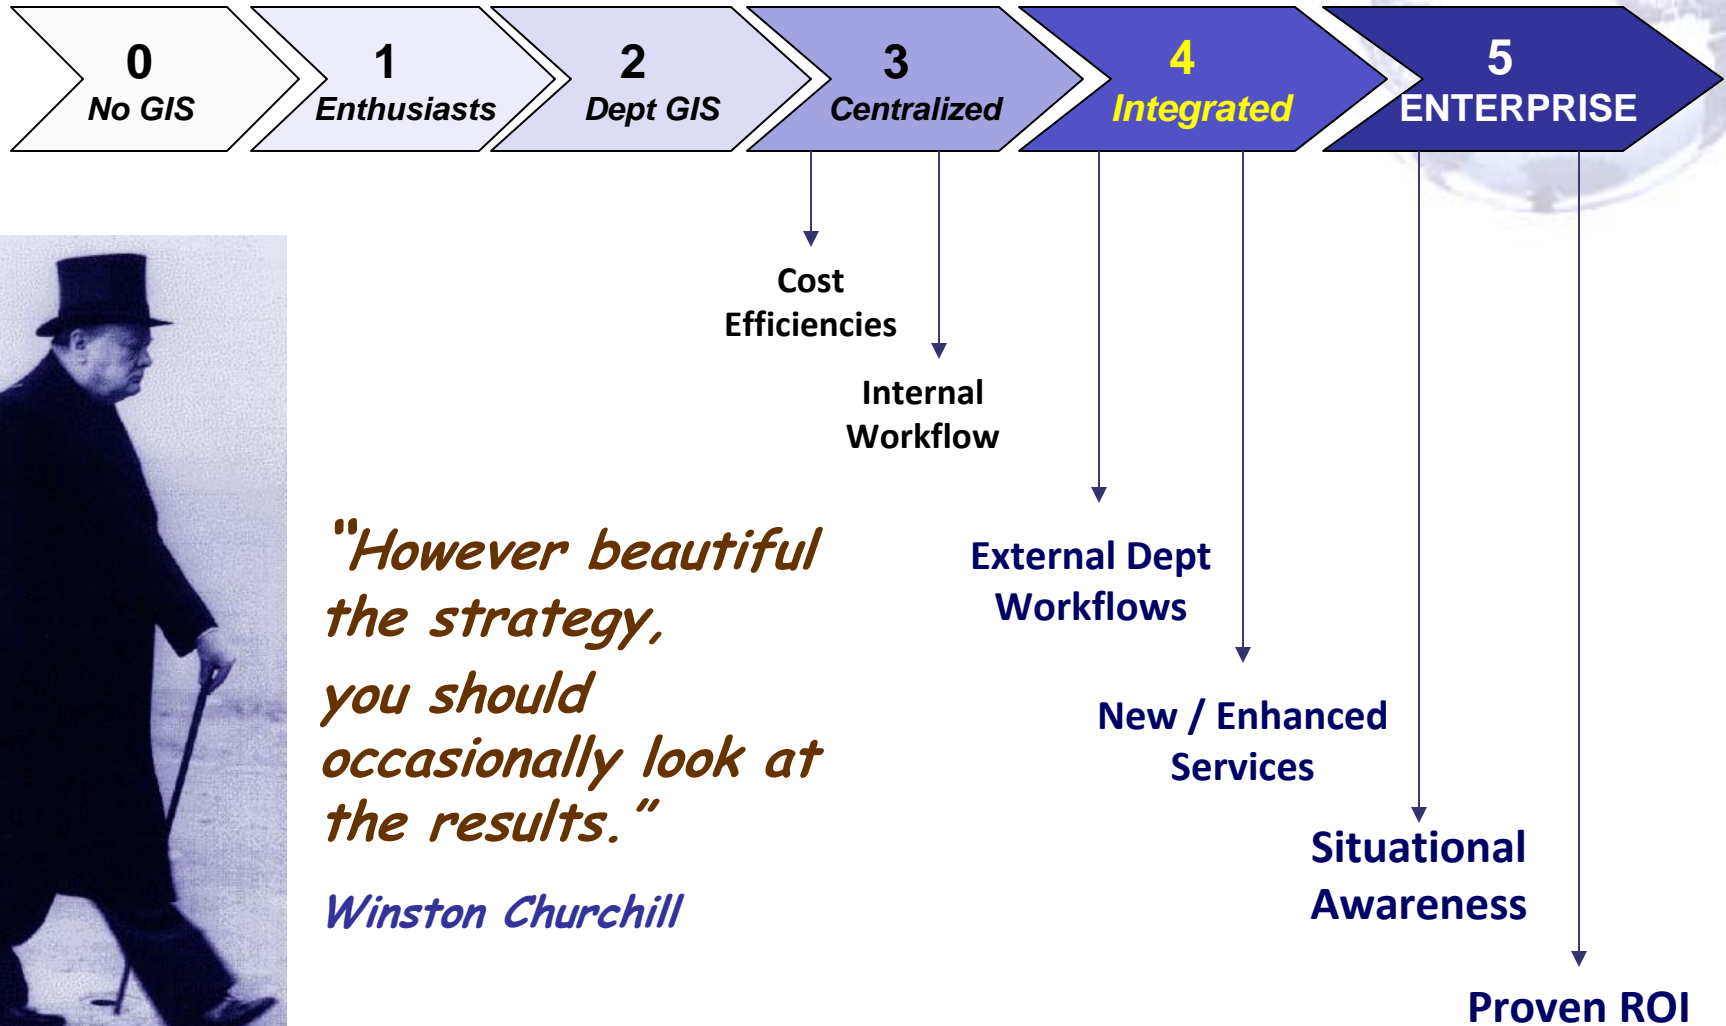 0
No GIS
1
Enthusiasts
2
Dept GIS
3
Centralized
4
Integrated
5
ENTERPRISE
Cost
Efficiencies
Internal
Workflow
External Dept
Workflows
New / Enhanced
Services
Situational
Awareness
Proven ROI
“However beautiful
the strategy,
you should
occasionally look at
the results.”
Winston Churchill